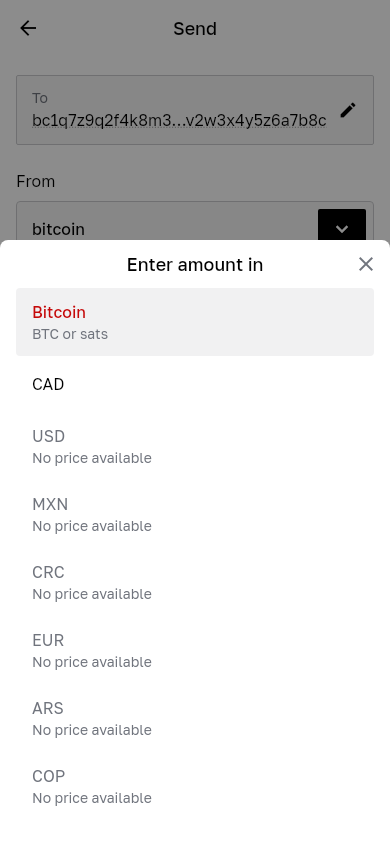 Send
To
bc1q7z9q2f4k8m3...v2w3x4y5z6a7b8c
From
bitcoin
Enter amount in
Bitcoin
BTC or sats
CAD
USD
No price available
MXN
No price available
CRC
No price available
EUR
No price available
ARS
No price available
COP
No price available